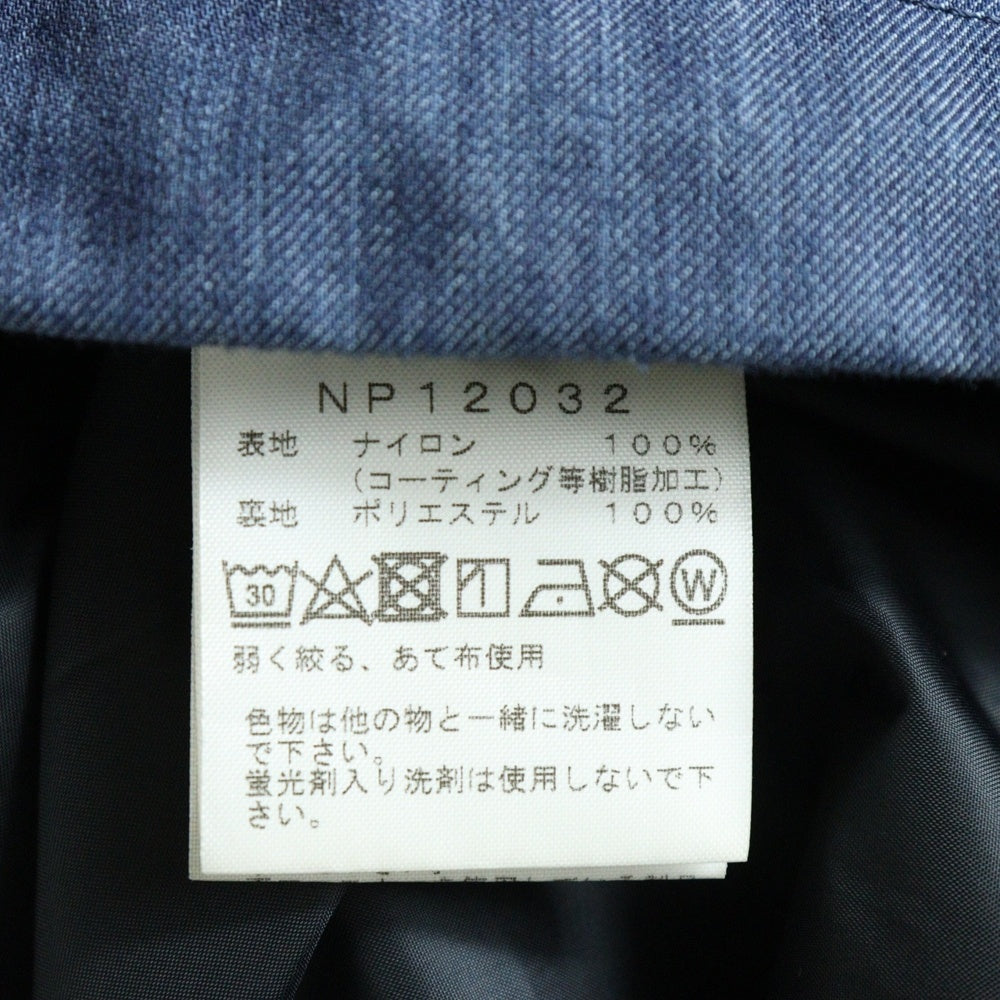 NP12032
表地 ナイロン 100%
(コーティング等樹脂加工)
裏地 ポリエステル 100%
30 W
弱く絞る、あて布使用
色物は他の物と一緒に洗濯しない
で下さい。
蛍光剤入り洗剤は使用しないで下
さい。